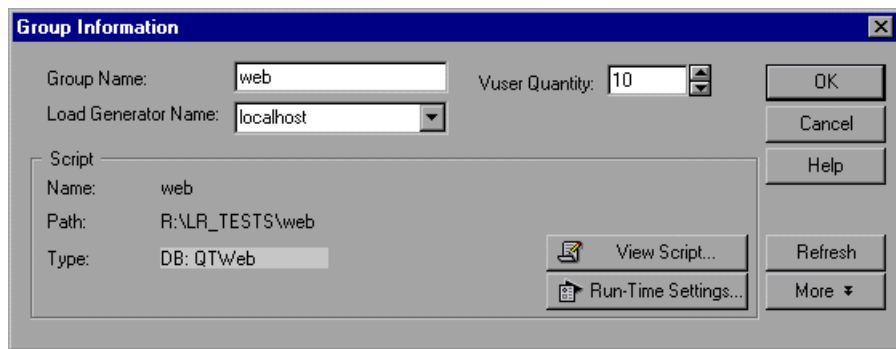 Group Information
Group Name: web Vuser Quantity: 10 OK
Load Generator Name: localhost Cancel
Script Help
Name: web
Path: R:\LR_TESTS\web
Type: DB: QTWeb View Script... Refresh
Run-Time Settings... More